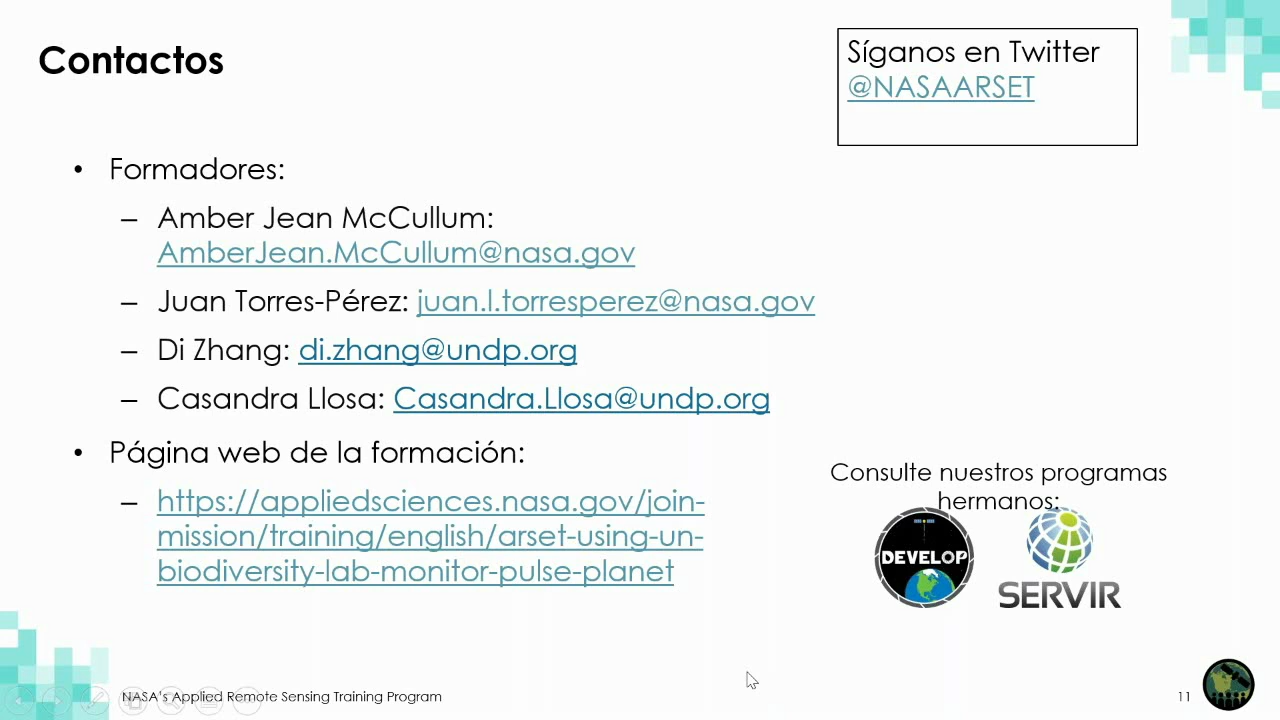 Contactos
Síganos en Twitter
@NASAARSET
• Formadores:
– Amber Jean McCullum:
AmberJean.McCullum@nasa.gov
– Juan Torres-Pérez: juan.l.torresperez@nasa.gov
– Di Zhang: di.zhang@undp.org
– Casandra Llosa: Casandra.Llosa@undp.org
• Página web de la formación:
– https://appliedsciences.nasa.gov/join-
mission/training/english/arset-using-un-
biodiversity-lab-monitor-pulse-planet
Consulte nuestros programas
hermanos:
DEVELOP
SERVIR
NASA's Applied Remote Sensing Training Program
11